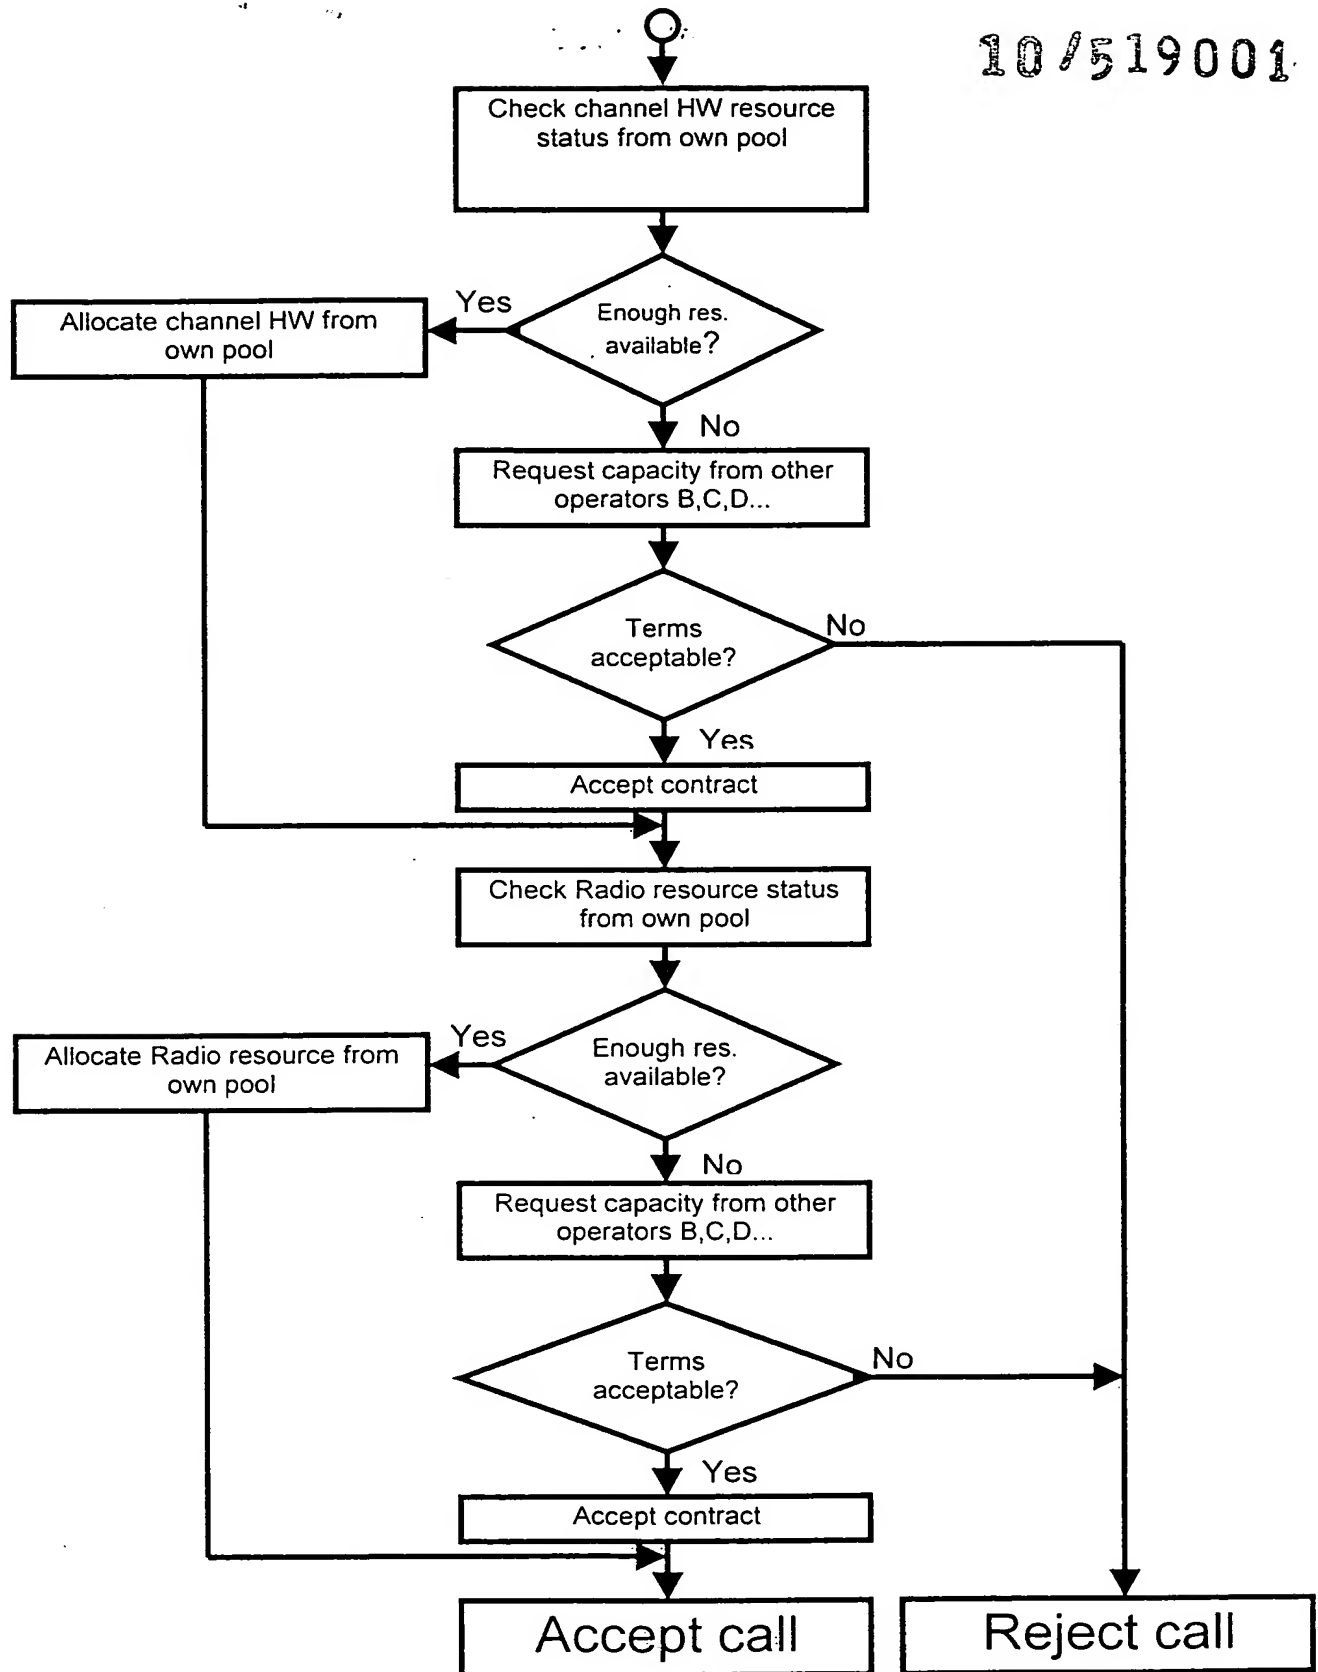 10/519001
Check channel HW resource
status from own pool
Yes
Enough res.
available?
Allocate channel HW from
own pool
No
Request capacity from other
operators B,C,D...
Terms
acceptable?
No
Yes
Accept contract
Check Radio resource status
from own pool
Yes
Enough res.
available?
Allocate Radio resource from
own pool
No
Request capacity from other
operators B,C,D...
Terms
acceptable?
No
Yes
Accept contract
Accept call
Reject call